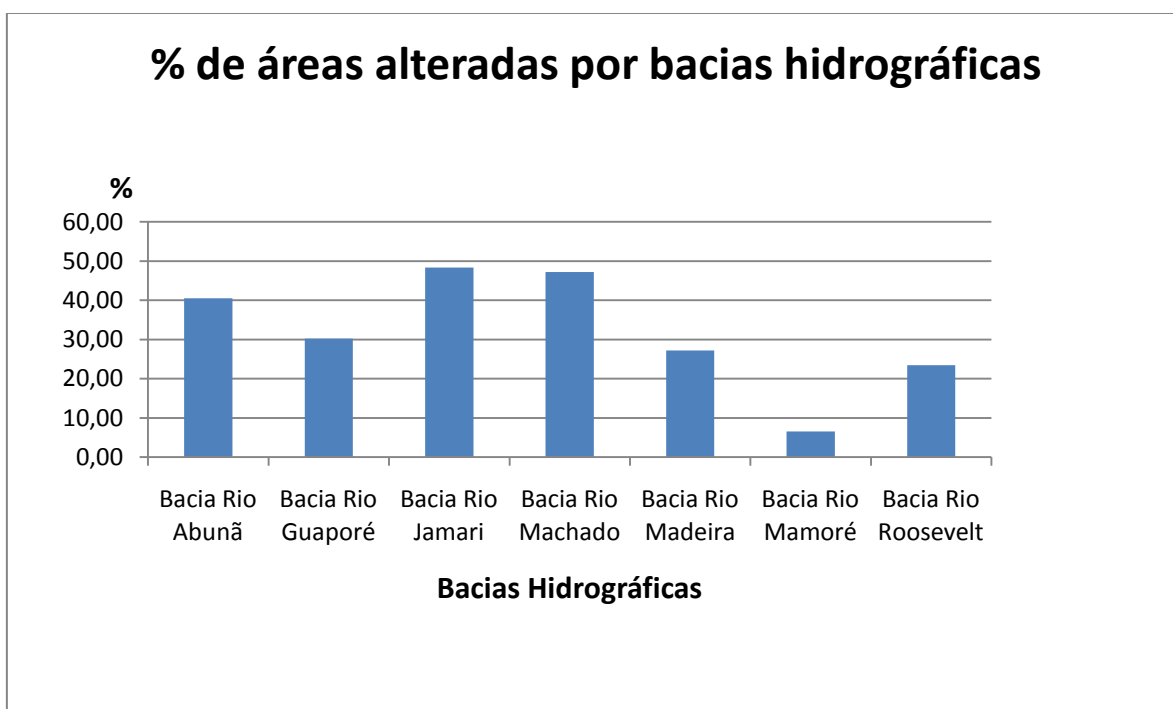 % de áreas alteradas por bacias hidrográficas
%
60,00
50,00
40,00
30,00
20,00
10,00
0,00
Bacia Rio Abunã
Bacia Rio Guaporé
Bacia Rio Jamari
Bacia Rio Machado
Bacia Rio Madeira
Bacia Rio Mamoré
Bacia Rio Roosevelt
Bacias Hidrográficas